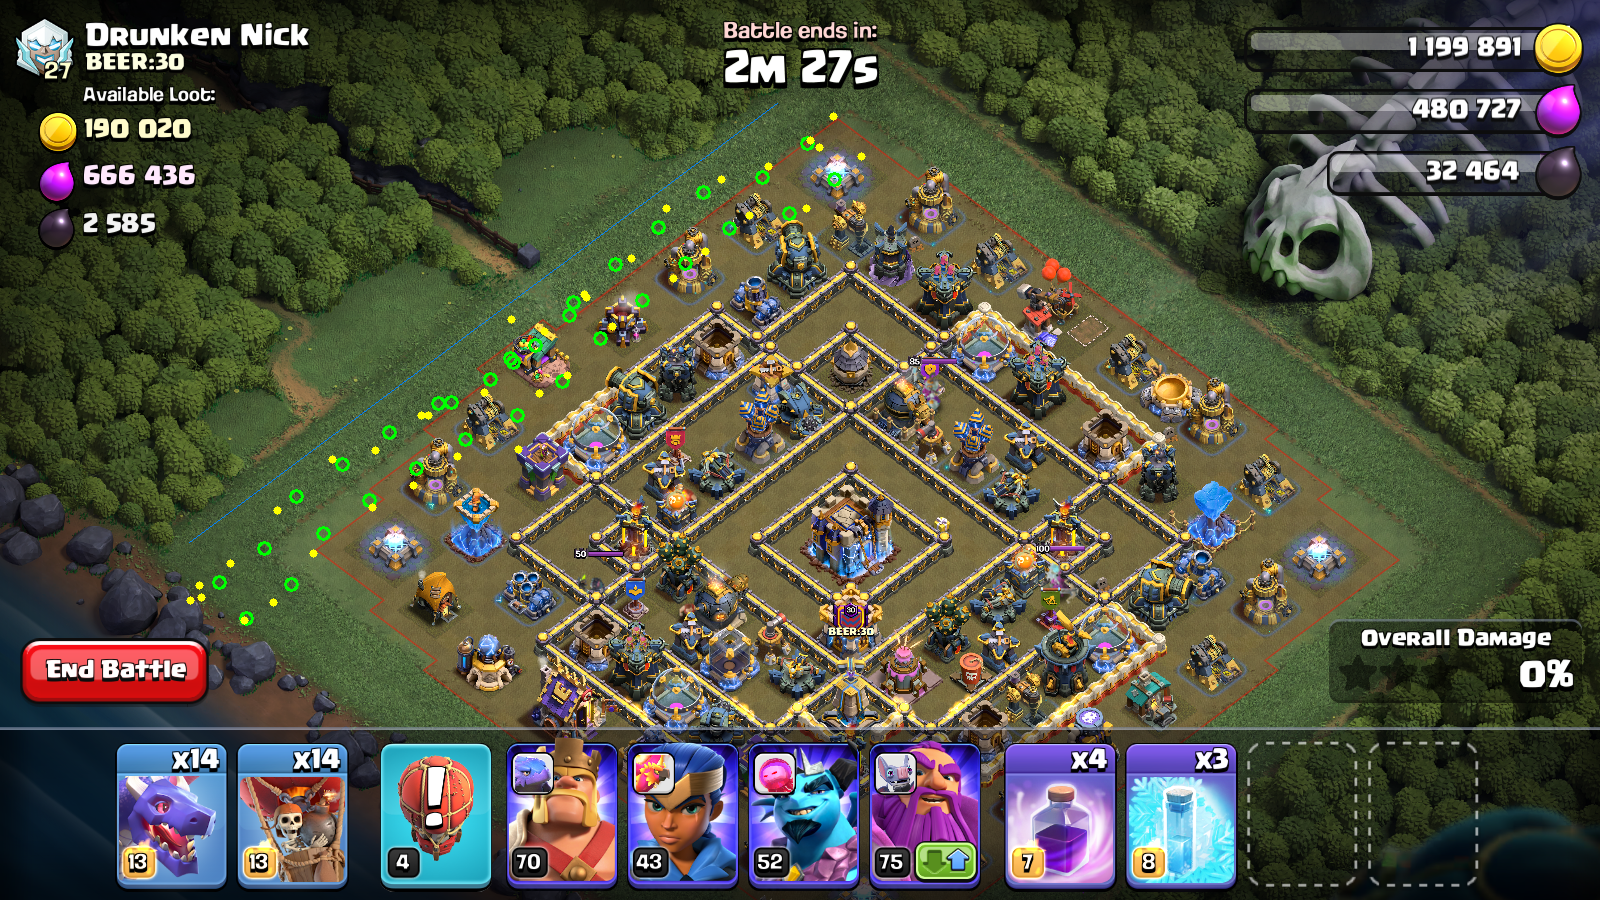 Drunken Nick
27
BEER:30
Available Loot:
190 020
666 436
2 585
Battle ends in:
2M 27S
1 199 891
480 727
32 464
85
50
100
30
BEER:30
End Battle
Overall Damage
0%
x14
13
x14
13
4
70
43
52
75
x4
7
x3
8